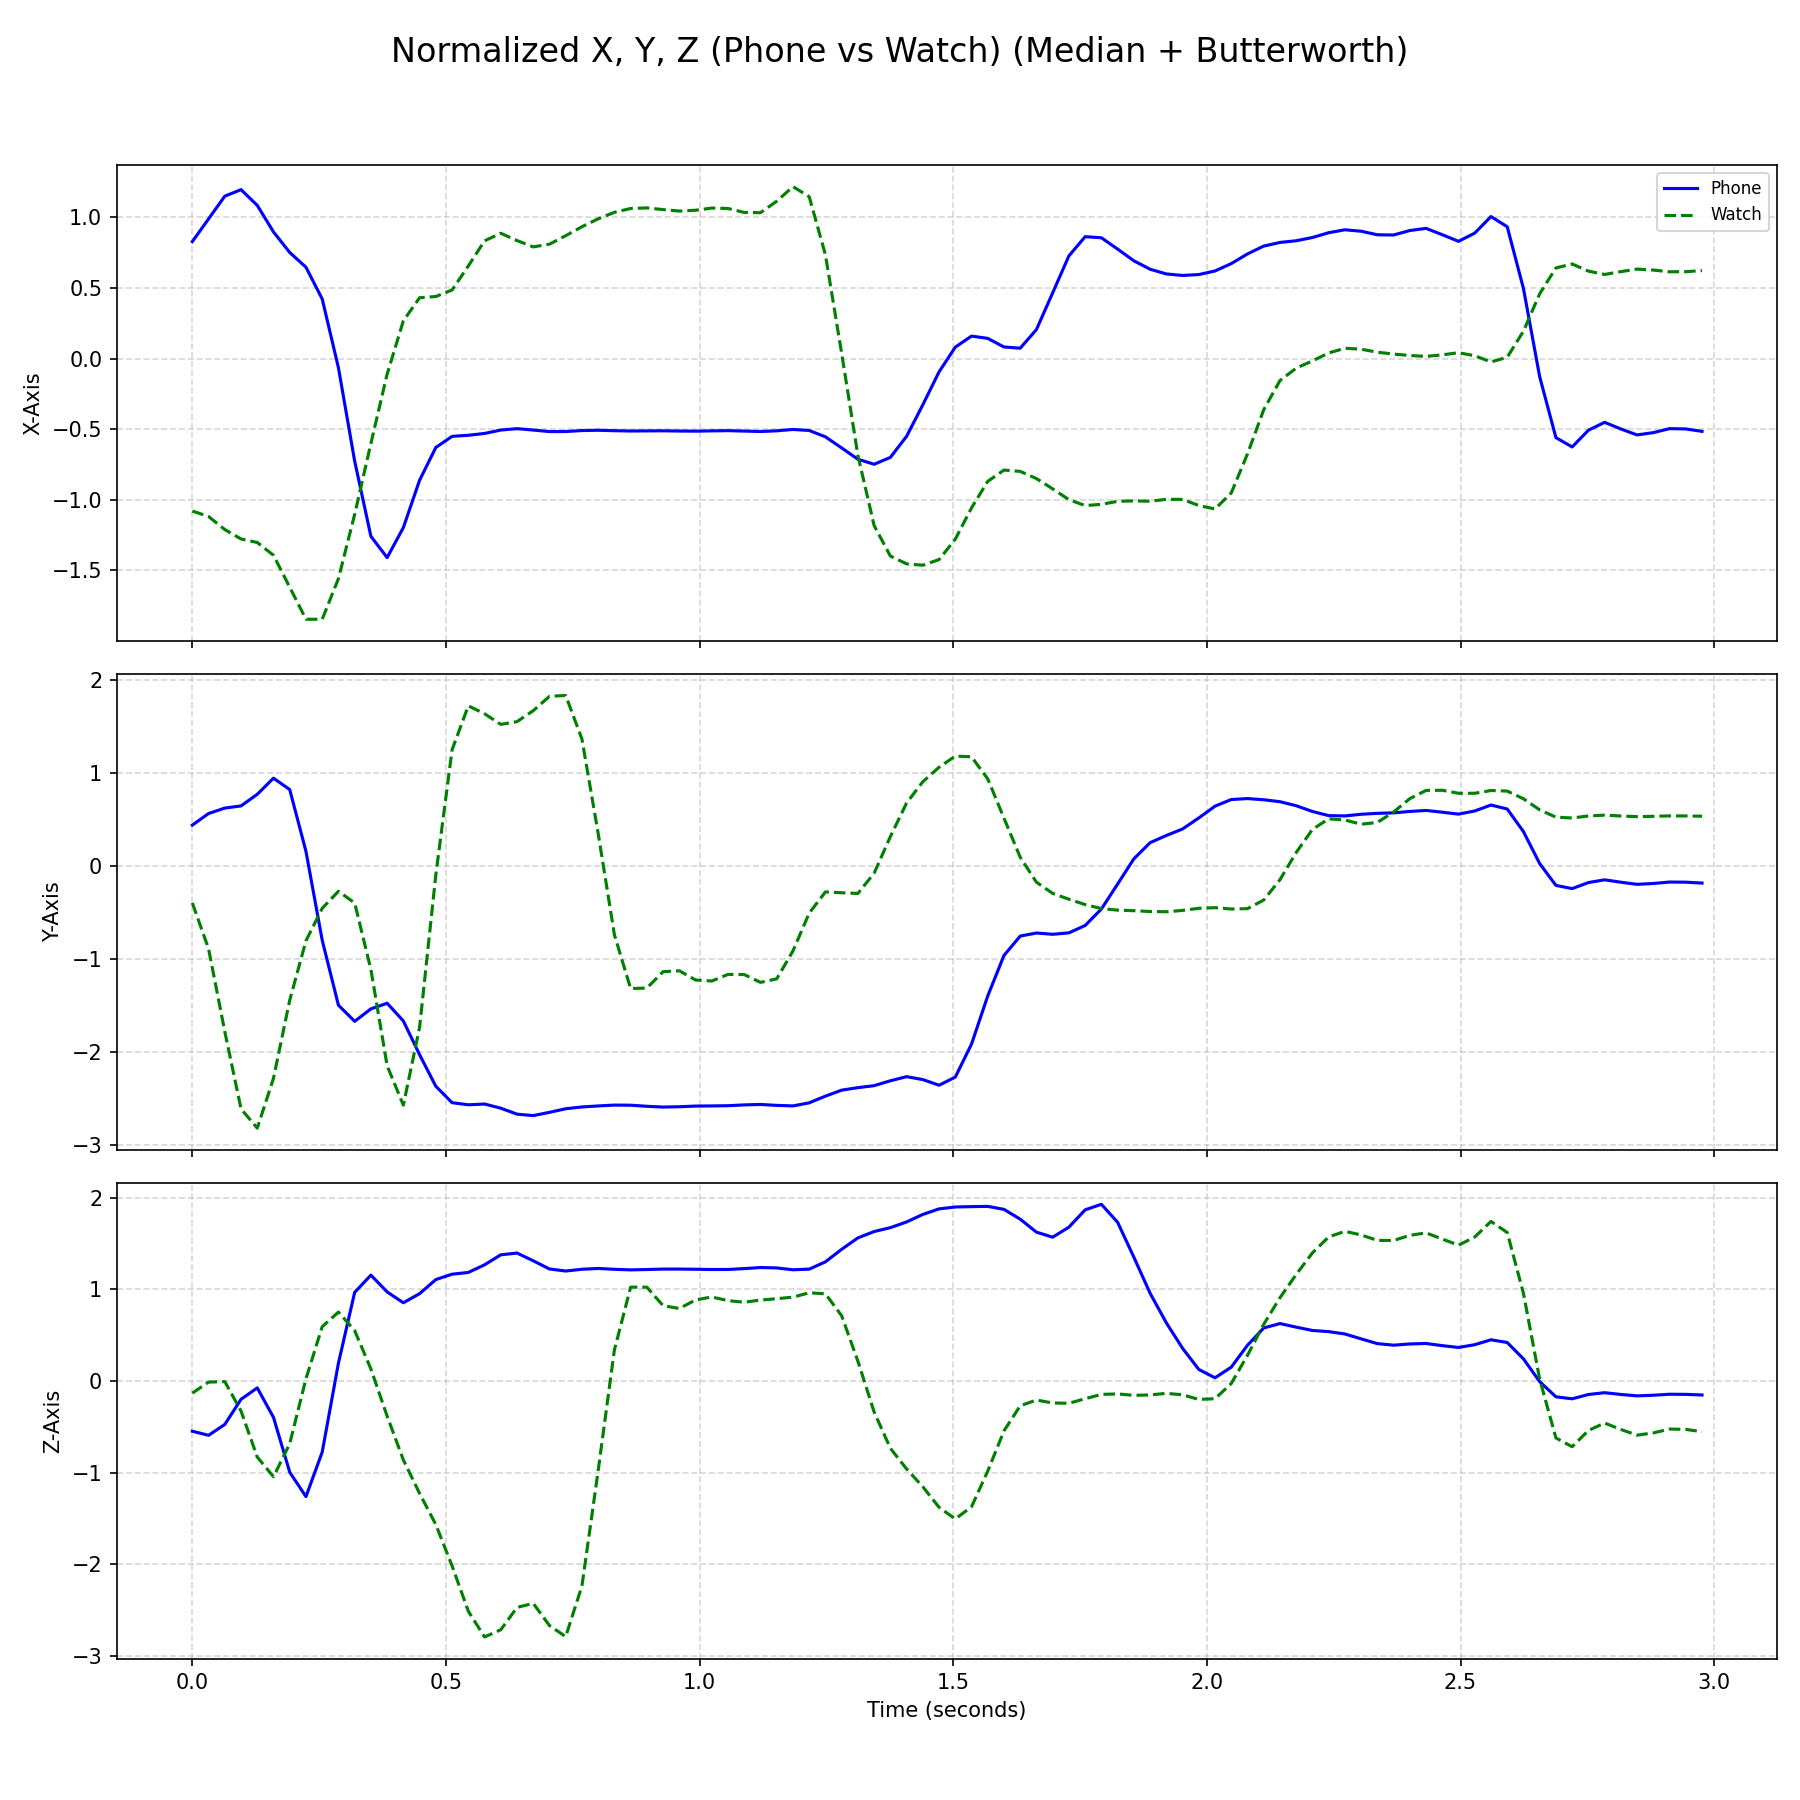 Normalized X, Y, Z (Phone vs Watch) (Median + Butterworth)
Phone
Watch
1.0
0.5
0.0
−0.5
−1.0
−1.5
X-Axis
2
1
0
−1
−2
−3
Y-Axis
2
1
0
−1
−2
−3
Z-Axis
0.0 0.5 1.0 1.5 2.0 2.5 3.0
Time (seconds)